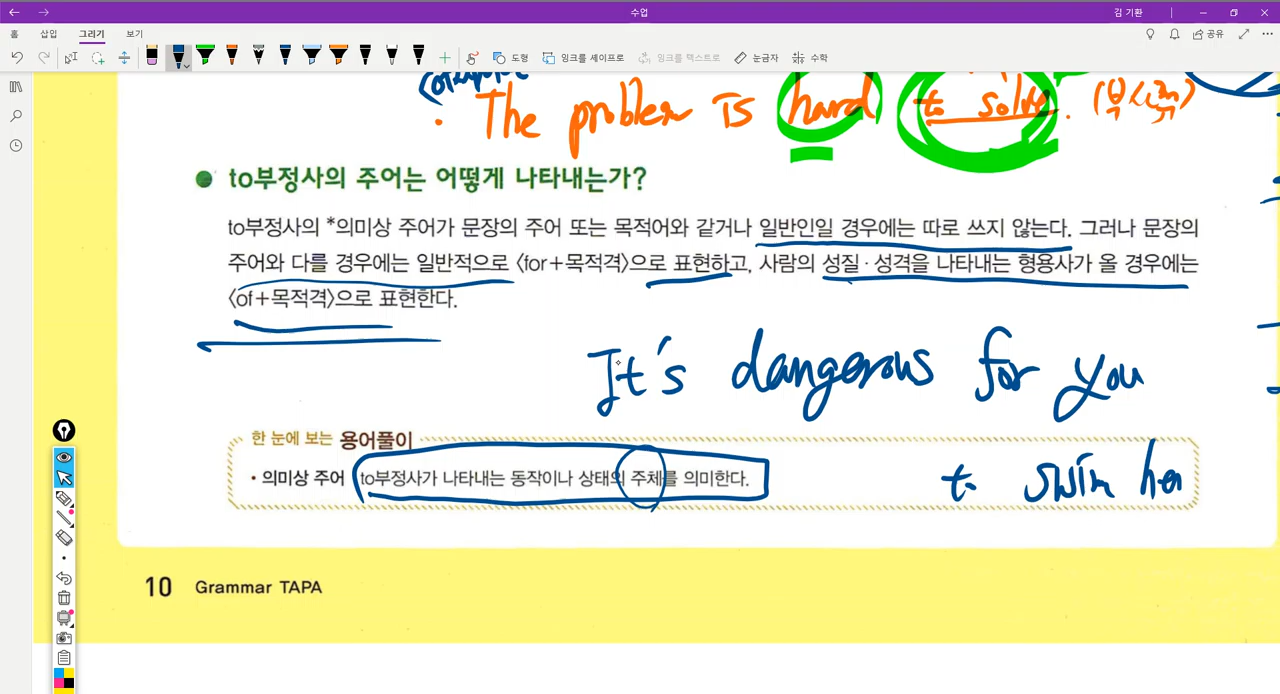 수업
김 기환
홈 삽입 그리기 보기
공유
도형 잉크를 셰이프로 잉크를 텍스트로 눈금자 수학
The problem is hard to solve.
to부정사의 주어는 어떻게 나타내는가?
to부정사의 *의미상 주어가 문장의 주어 또는 목적어와 같거나 일반인일 경우에는 따로 쓰지 않는다. 그러나 문장의
주어와 다를 경우에는 일반적으로 〈for+목적격〉으로 표현하고, 사람의 성질·성격을 나타내는 형용사가 올 경우에는
〈of+목적격〉으로 표현한다.
It's dangerous for you
한 눈에 보는 용어풀이
• 의미상 주어 to부정사가 나타내는 동작이나 상태의 주체를 의미한다.
to swim her
10 Grammar TAPA